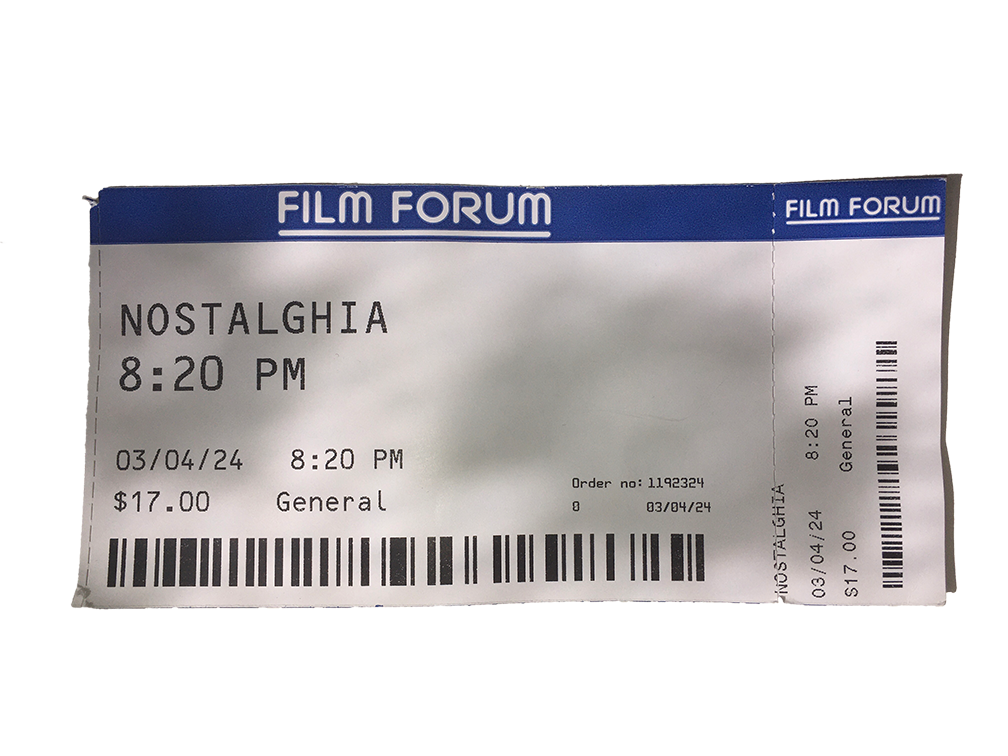 FILM FORUM
NOSTALGHIA
8:20 PM
03/04/24 8:20 PM
$17.00 General
Order no: 1192324
0 03/04/24
FILM FORUM
NOSTALGHIA
03/04/24 8:20 PM
$17.00 General